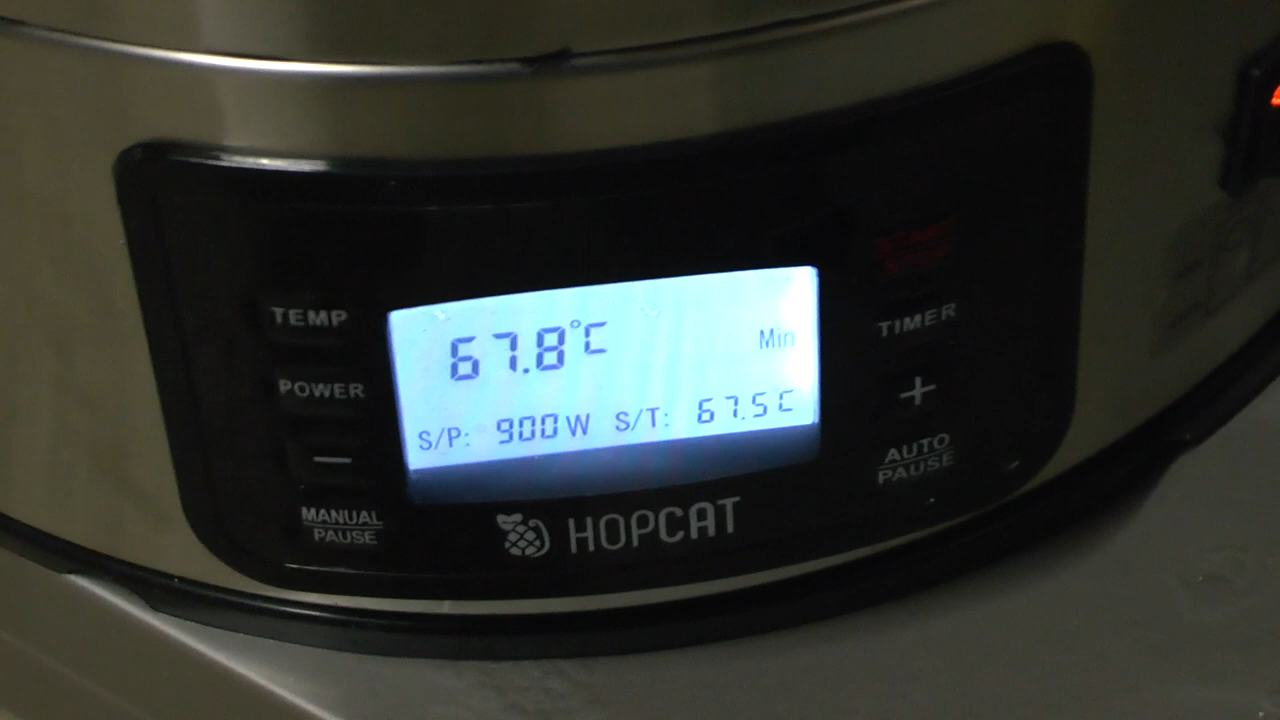 TEMP
POWER
—
MANUAL
PAUSE
67.8°C
Min
S/P: 900W S/T: 67.5C
HOPCAT
TIMER
+
AUTO
PAUSE